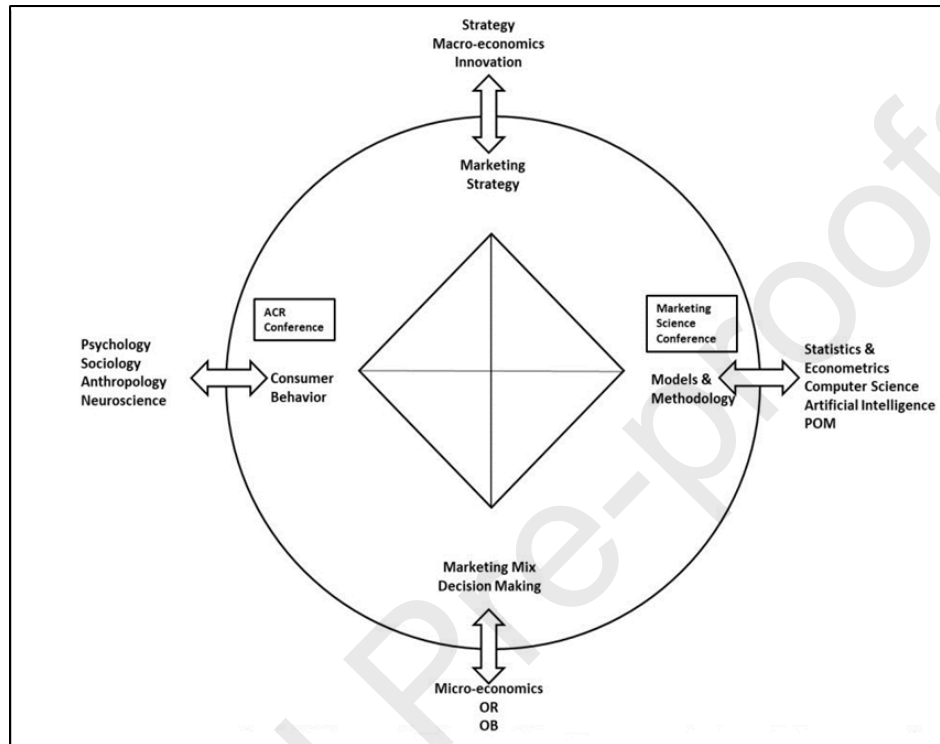 Strategy
Macro-economics
Innovation
Marketing
Strategy
ACR
Conference
Marketing
Science
Conference
Psychology
Sociology
Anthropology
Neuroscience
Consumer
Behavior
Models &
Methodology
Statistics &
Econometrics
Computer Science
Artificial Intelligence
POM
Marketing Mix
Decision Making
Micro-economics
OR
OB
Pre-proofs